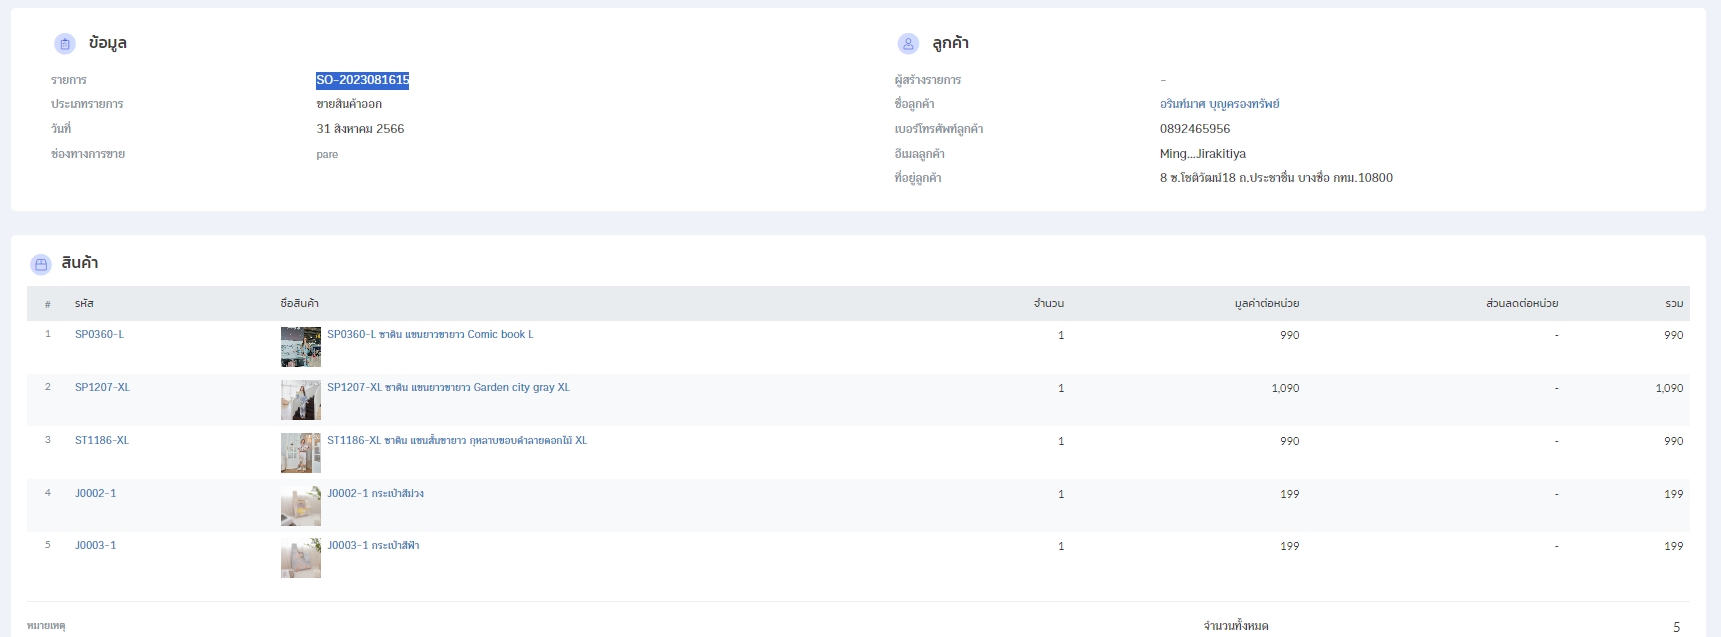 ข้อมูล
รายการ SO-2023081615
ประเภทรายการ ขายสินค้าออก
วันที่ 31 สิงหาคม 2566
ช่องทางการขาย pare
ลูกค้า
ผู้สร้างรายการ -
ชื่อลูกค้า อรินท์มาศ บุญครองทรัพย์
เบอร์โทรศัพท์ลูกค้า 0892465956
อีเมลลูกค้า Ming...Jirakitiya
ที่อยู่ลูกค้า 8 ซ.โชติวัฒน์18 ถ.ประชาชื่น บางซื่อ กทม.10800
สินค้า
# รหัส ชื่อสินค้า จำนวน มูลค่าต่อหน่วย ส่วนลดต่อหน่วย รวม
1 SP0360-L SP0360-L ซาติน แขนยาวขายาว Comic book L 1 990 - 990
2 SP1207-XL SP1207-XL ซาติน แขนยาวขายาว Garden city gray XL 1 1,090 - 1,090
3 ST1186-XL ST1186-XL ซาติน แขนสั้นขายาว กุหลาบขอบดำลายดอกไม้ XL 1 990 - 990
4 J0002-1 J0002-1 กระเป๋าสีม่วง 1 199 - 199
5 J0003-1 J0003-1 กระเป๋าสีฟ้า 1 199 - 199
หมายเหตุ จำนวนทั้งหมด 5